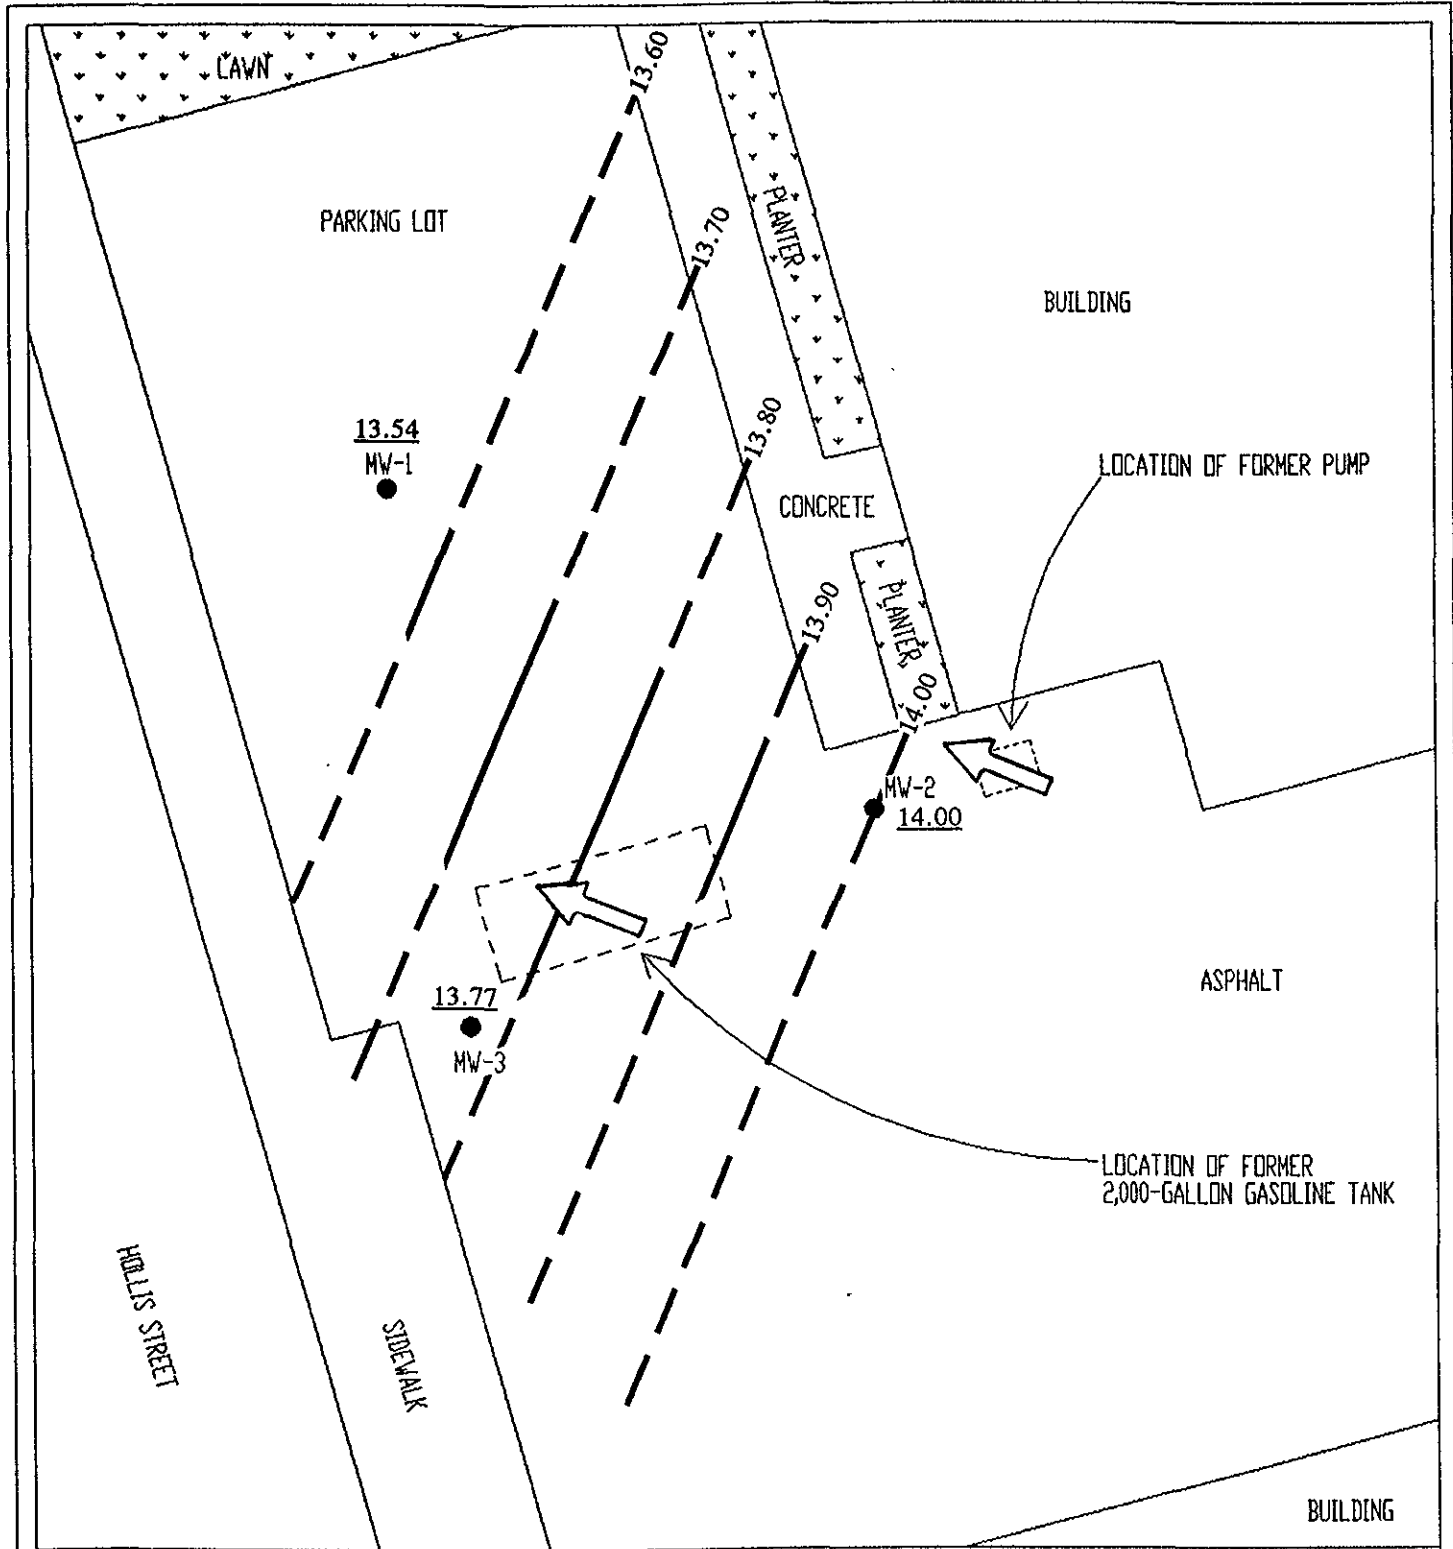 LAWN
13.60
PARKING LOT
13.70
PLANTER
BUILDING
13.80
13.54
MW-1
LOCATION OF FORMER PUMP
CONCRETE
13.90
PLANTER
14.00
MW-2
14.00
13.77
MW-3
ASPHALT
LOCATION OF FORMER
2,000-GALLON GASOLINE TANK
HOLLIS STREET
SIDEWALK
BUILDING